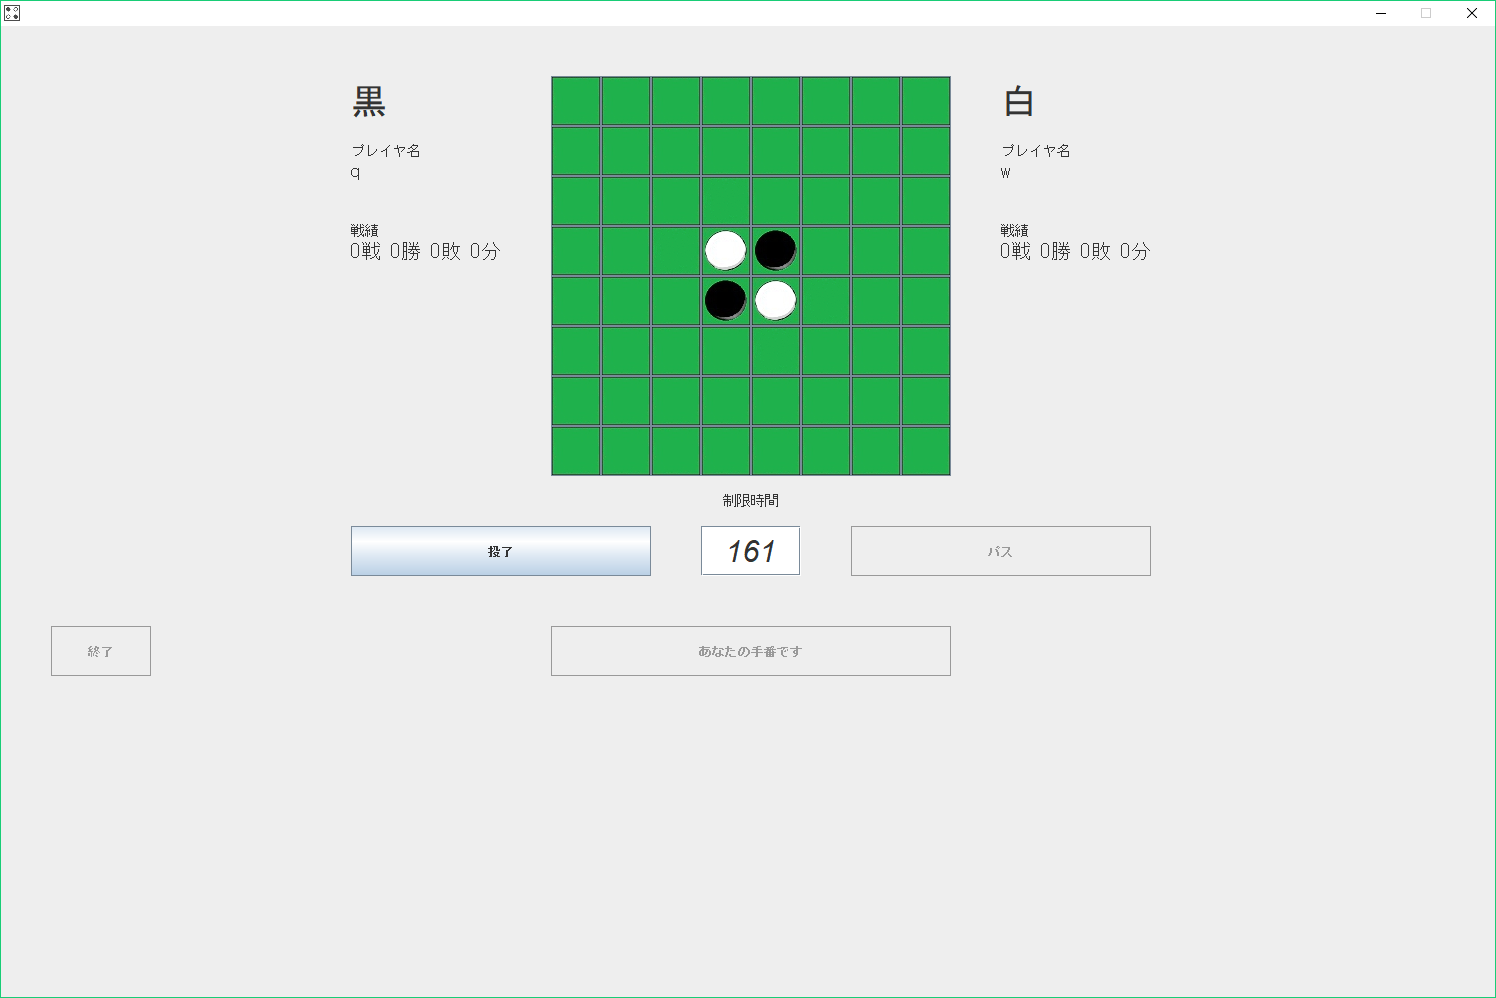 黒
プレイヤ名
q
戦績
0戦 0勝 0敗 0分
白
プレイヤ名
w
戦績
0戦 0勝 0敗 0分
制限時間
投了
161
パス
終了
あなたの手番です